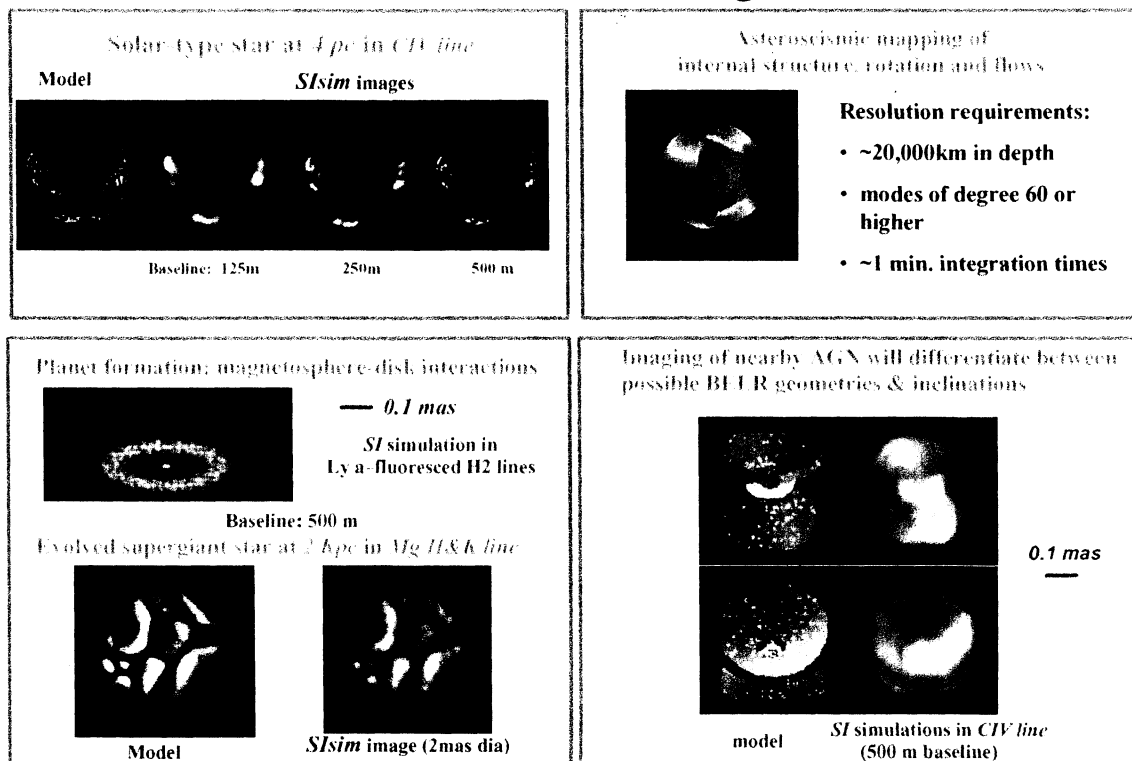 Solar-type star at 4 pc in CIV line
Model
SIsim images
Baseline: 125m
250m
500 m
Asteroseismic mapping of
internal structure, rotation and flows
Resolution requirements:
• ~20,000km in depth
• modes of degree 60 or
higher
• ~1 min. integration times
Planet formation: magnetosphere-disk interactions
0.1 mas
SI simulation in
Ly a-fluoresced H2 lines
Baseline: 500 m
Evolved supergiant star at 2 kpc in Mg H&K line
Model
SIsim image (2mas dia)
Imaging of nearby AGN will differentiate between
possible BELR geometries & inclinations
0.1 mas
model
SI simulations in CIV line
(500 m baseline)